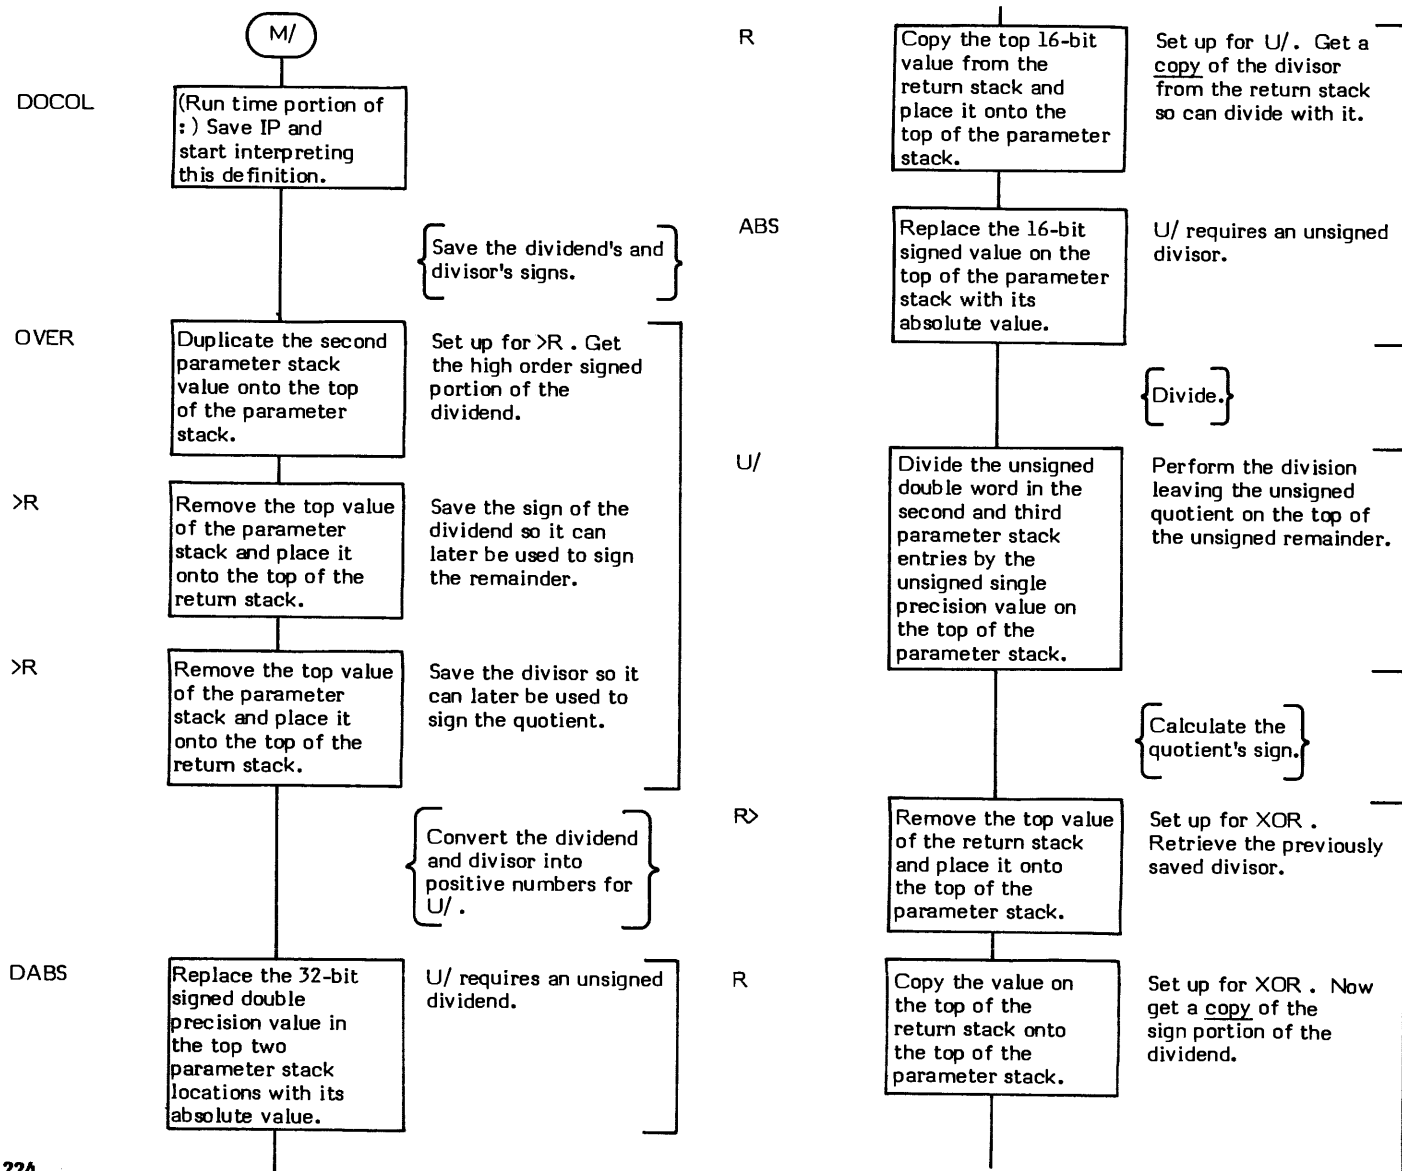 M/
DOCOL
(Run time portion of
: ) Save IP and
start interpreting
this definition.
Save the dividend's and
divisor's signs.
OVER
Duplicate the second
parameter stack
value onto the top
of the parameter
stack.
Set up for >R . Get
the high order signed
portion of the
dividend.
>R
Remove the top value
of the parameter
stack and place it
onto the top of the
return stack.
Save the sign of the
dividend so it can
later be used to sign
the remainder.
>R
Remove the top value
of the parameter
stack and place it
onto the top of the
return stack.
Save the divisor so it
can later be used to
sign the quotient.
Convert the dividend
and divisor into
positive numbers for
U/ .
DABS
Replace the 32-bit
signed double
precision value in
the top two
parameter stack
locations with its
absolute value.
U/ requires an unsigned
dividend.
224
R
Copy the top 16-bit
value from the
return stack and
place it onto the
top of the parameter
stack.
Set up for U/. Get a
copy of the divisor
from the return stack
so can divide with it.
ABS
Replace the 16-bit
signed value on the
top of the parameter
stack with its
absolute value.
U/ requires an unsigned
divisor.
Divide.
U/
Divide the unsigned
double word in the
second and third
parameter stack
entries by the
unsigned single
precision value on
the top of the
parameter stack.
Perform the division
leaving the unsigned
quotient on the top of
the unsigned remainder.
Calculate the
quotient's sign.
R>
Remove the top value
of the return stack
and place it onto
the top of the
parameter stack.
Set up for XOR .
Retrieve the previously
saved divisor.
R
Copy the value on
the top of the
return stack onto
the top of the
parameter stack.
Set up for XOR . Now
get a copy of the
sign portion of the
dividend.